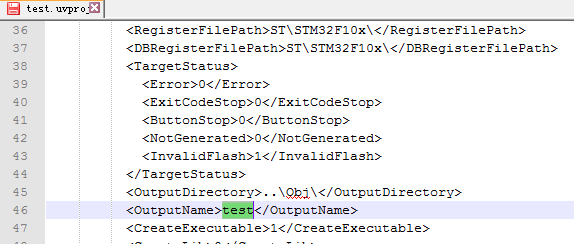 test.uvproj
36 <RegisterFilePath>ST\STM32F10x\</RegisterFilePath>
37 <DBRegisterFilePath>ST\STM32F10x\</DBRegisterFilePath>
38 <TargetStatus>
39 <Error>0</Error>
40 <ExitCodeStop>0</ExitCodeStop>
41 <ButtonStop>0</ButtonStop>
42 <NotGenerated>0</NotGenerated>
43 <InvalidFlash>1</InvalidFlash>
44 </TargetStatus>
45 <OutputDirectory>..\Obj\</OutputDirectory>
46 <OutputName>test</OutputName>
47 <CreateExecutable>1</CreateExecutable>